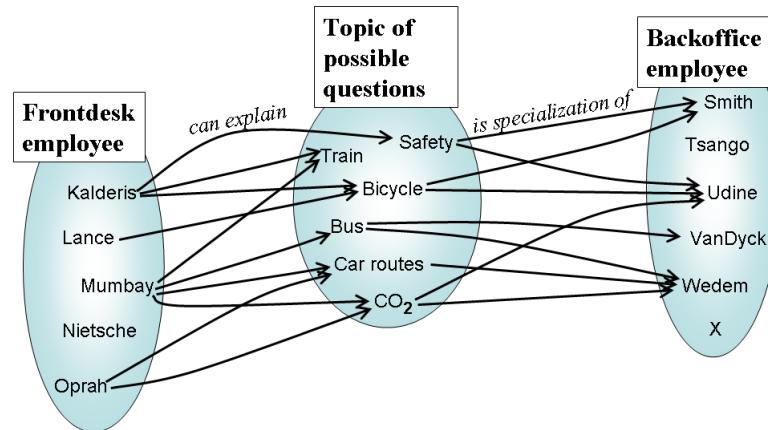 Frontdesk
employee
Kalderis
Lance
Mumbay
Nietsche
Oprah
can explain
Topic of
possible
questions
Safety
Train
Bicycle
Bus
Car routes
CO2
is specialization of
Backoffice
employee
Smith
Tsango
Udine
VanDyck
Wedem
X